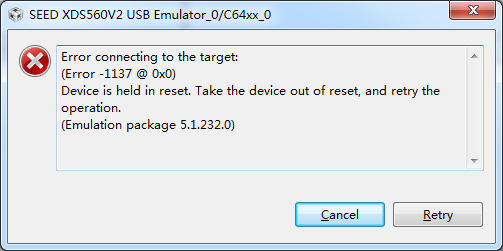 SEED XDS560V2 USB Emulator_0/C64xx_0
Error connecting to the target:
(Error -1137 @ 0x0)
Device is held in reset. Take the device out of reset, and retry the
operation.
(Emulation package 5.1.232.0)
Cancel
Retry